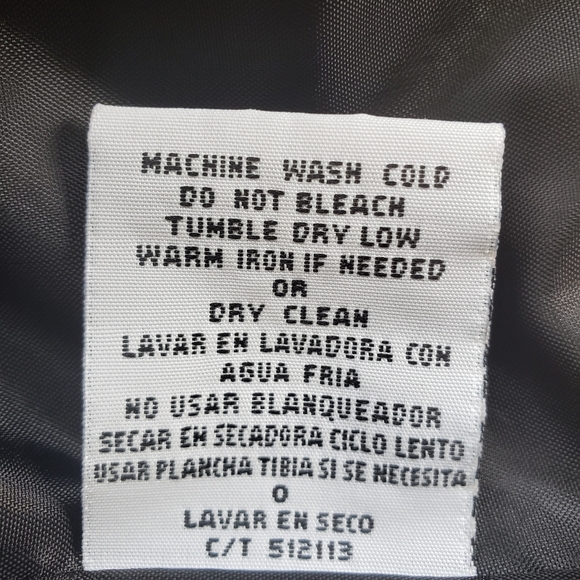 MACHINE WASH COLD
DO NOT BLEACH
TUMBLE DRY LOW
WARM IRON IF NEEDED
OR
DRY CLEAN
LAVAR EN LAVADORA CON
AGUA FRIA
NO USAR BLANQUEADOR
SECAR EN SECADORA CICLO LENTO
USAR PLANCHA TIBIA SI SE NECESITA
O
LAVAR EN SECO
C/T 512113